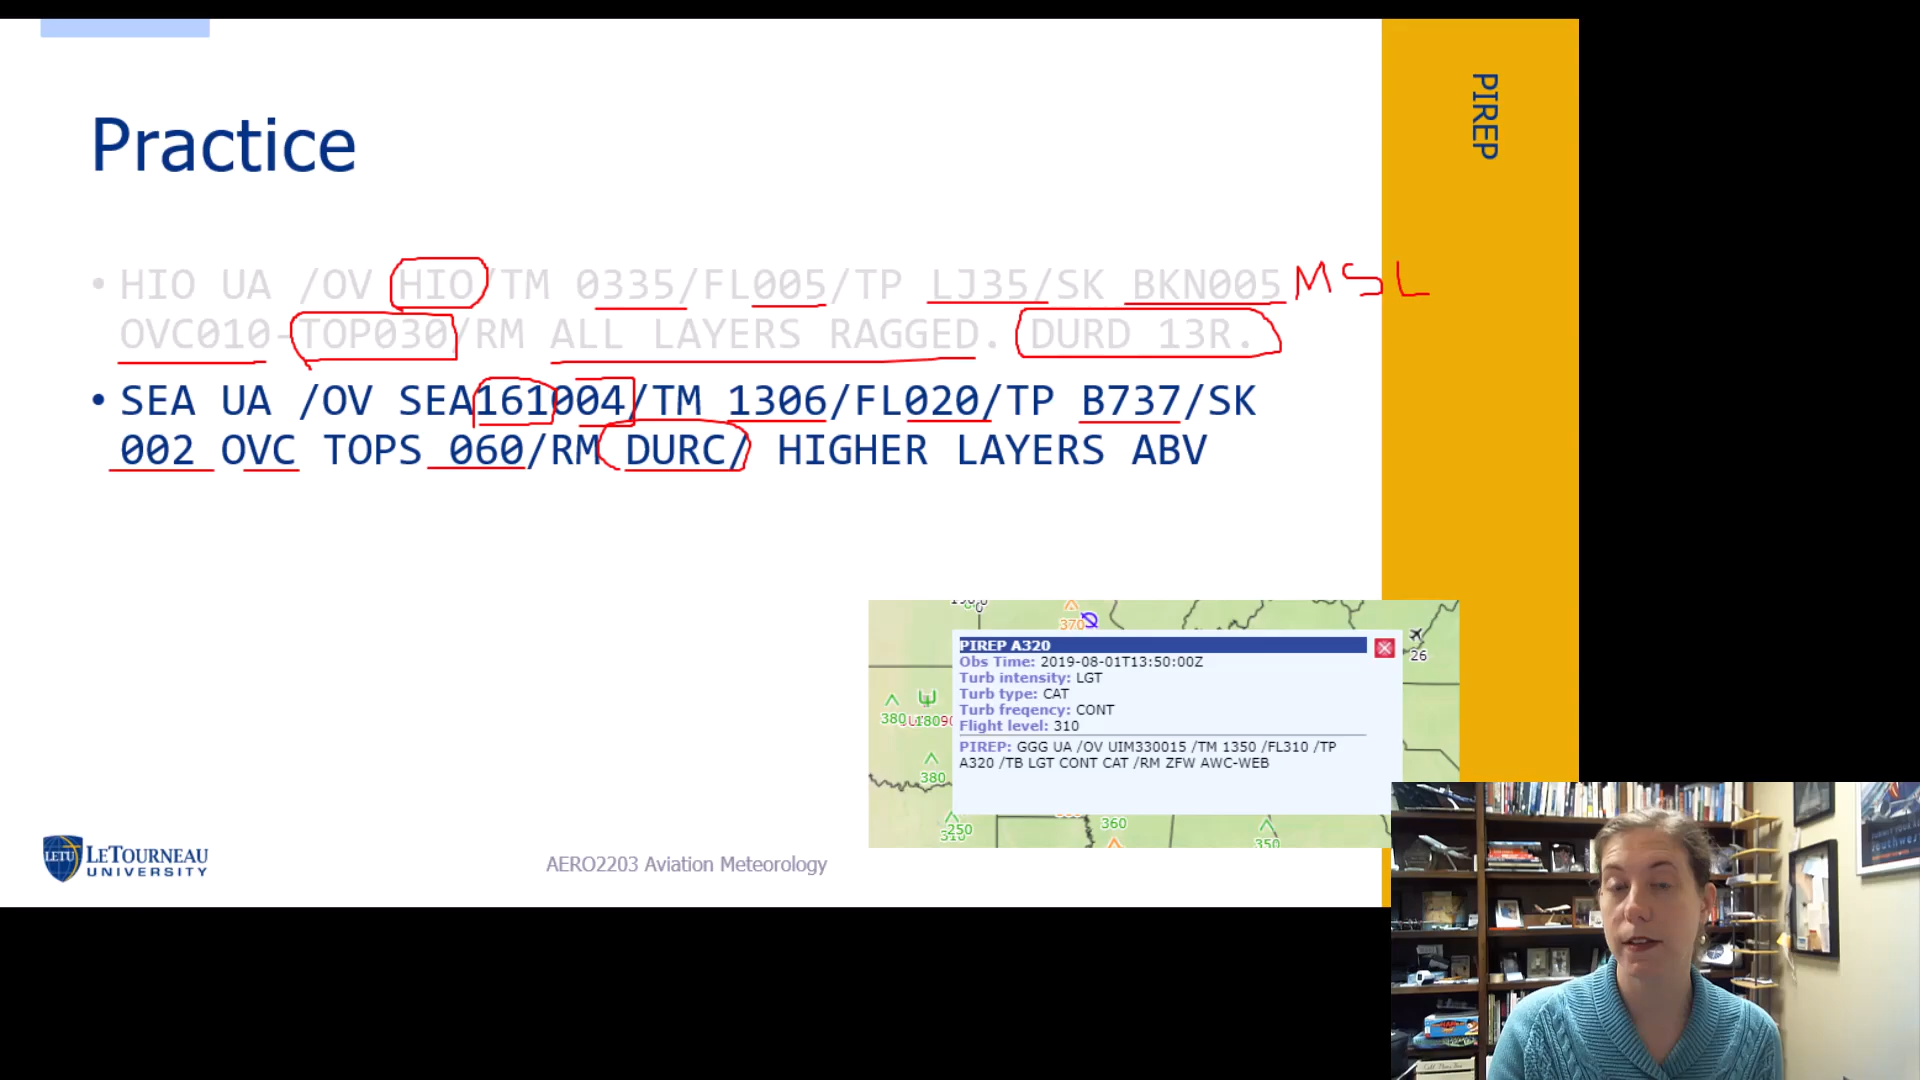 PIREP
Practice
• HIO UA /OV HIO/TM 0335/FL005/TP LJ35/SK BKN005 MSL
OVC010-TOP030/RM ALL LAYERS RAGGED. DURD 13R.
• SEA UA /OV SEA161004/TM 1306/FL020/TP B737/SK
002 OVC TOPS 060/RM DURC/ HIGHER LAYERS ABV
370
26
PIREP A320
Obs Time: 2019-08-01T13:50:00Z
Turb intensity: LGT
Turb type: CAT
Turb freqency: CONT
Flight level: 310
PIREP: GGG UA /OV UIM330015 /TM 1350 /FL310 /TP
A320 /TB LGT CONT CAT /RM ZFW AWC-WEB
380
180
380
250
360
350
LETU LETOURNEAU
UNIVERSITY
AERO2203 Aviation Meteorology